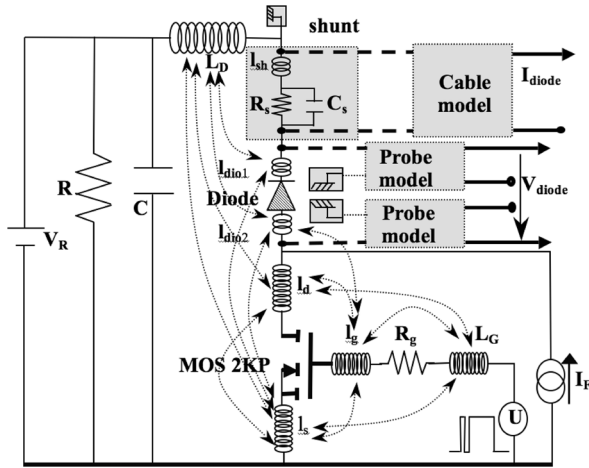 shunt
L_D
l_sh
R_s
C_s
Cable
model
I_diode
R
C
V_R
l_dio1
Diode
l_dio2
Probe
model
V_diode
Probe
model
l_d
l_g
R_g
L_G
MOS 2KP
I_F
U
l_s